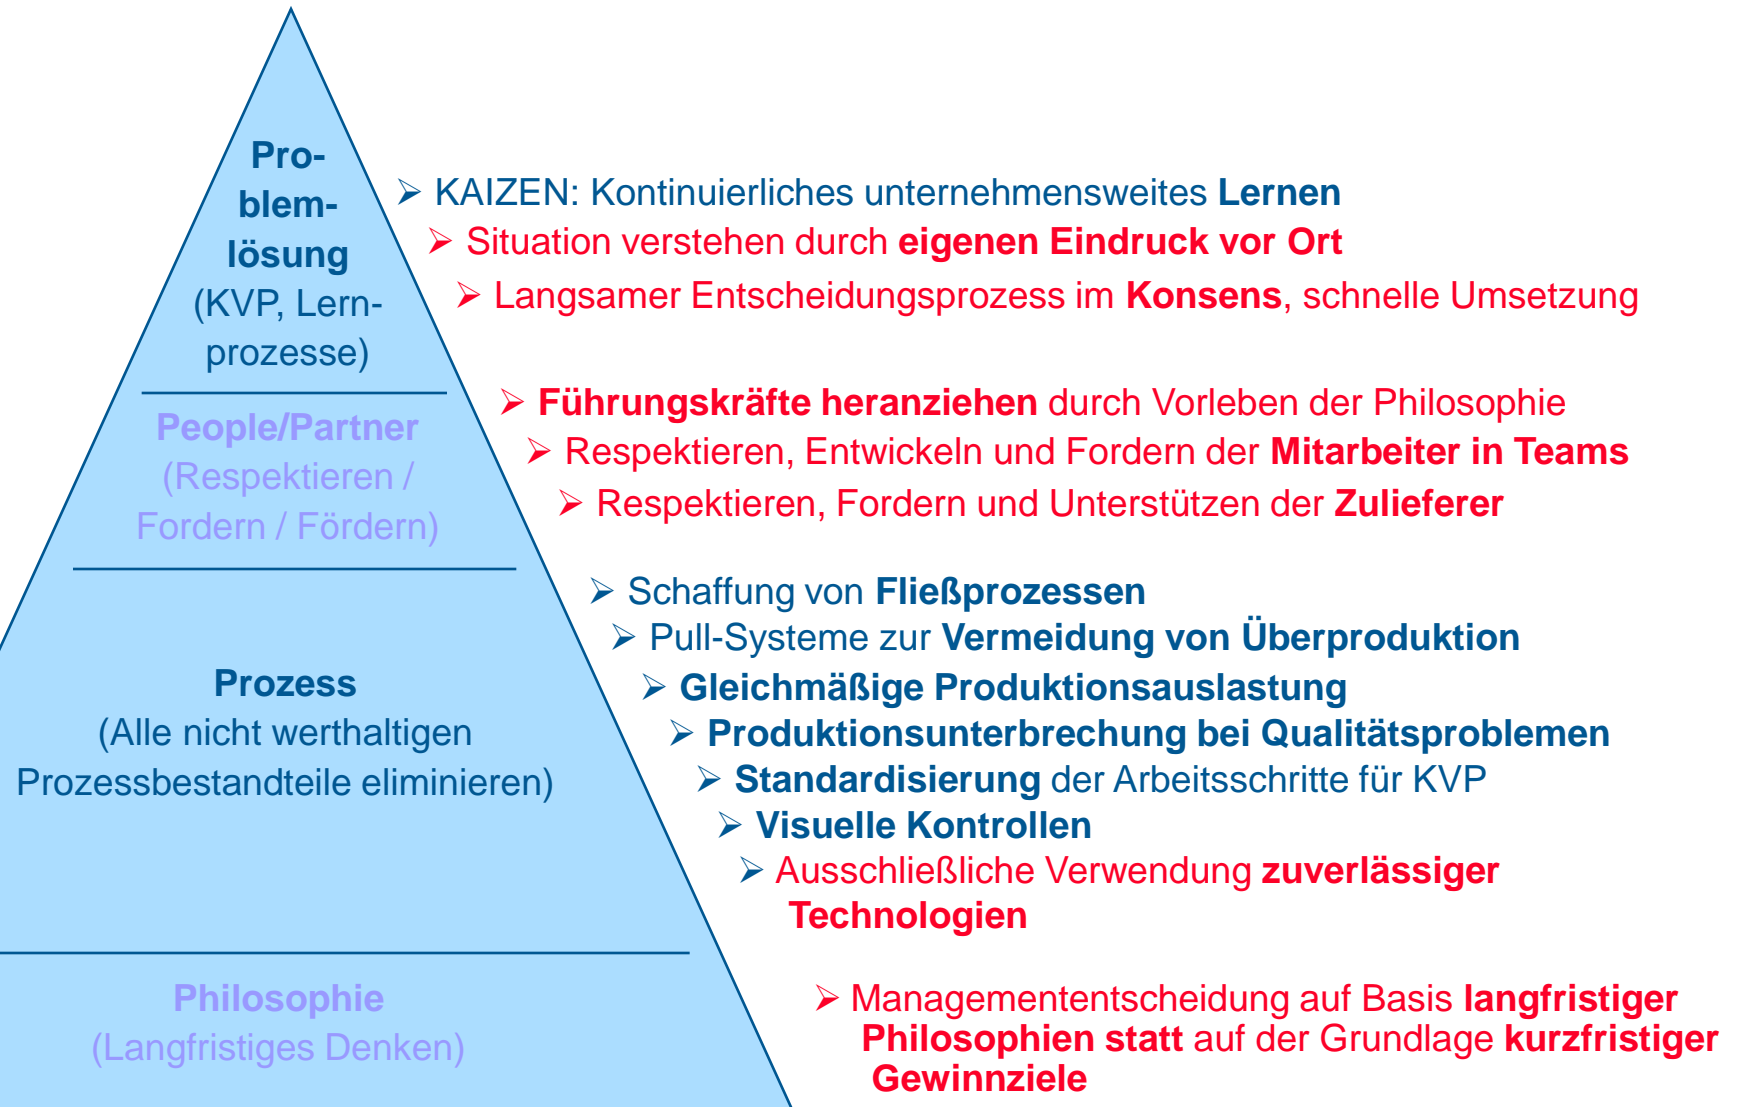 Pro-
blem-
lösung
(KVP, Lern-
prozesse)
➢ KAIZEN: Kontinuierliches unternehmensweites Lernen
➢ Situation verstehen durch eigenen Eindruck vor Ort
➢ Langsamer Entscheidungsprozess im Konsens, schnelle Umsetzung
People/Partner
(Respektieren /
Fordern / Fördern)
➢ Führungskräfte heranziehen durch Vorleben der Philosophie
➢ Respektieren, Entwickeln und Fordern der Mitarbeiter in Teams
➢ Respektieren, Fordern und Unterstützen der Zulieferer
Prozess
(Alle nicht werthaltigen
Prozessbestandteile eliminieren)
➢ Schaffung von Fließprozessen
➢ Pull-Systeme zur Vermeidung von Überproduktion
➢ Gleichmäßige Produktionsauslastung
➢ Produktionsunterbrechung bei Qualitätsproblemen
➢ Standardisierung der Arbeitsschritte für KVP
➢ Visuelle Kontrollen
➢ Ausschließliche Verwendung zuverlässiger
Technologien
Philosophie
(Langfristiges Denken)
➢ Managemententscheidung auf Basis langfristiger
Philosophien statt auf der Grundlage kurzfristiger
Gewinnziele